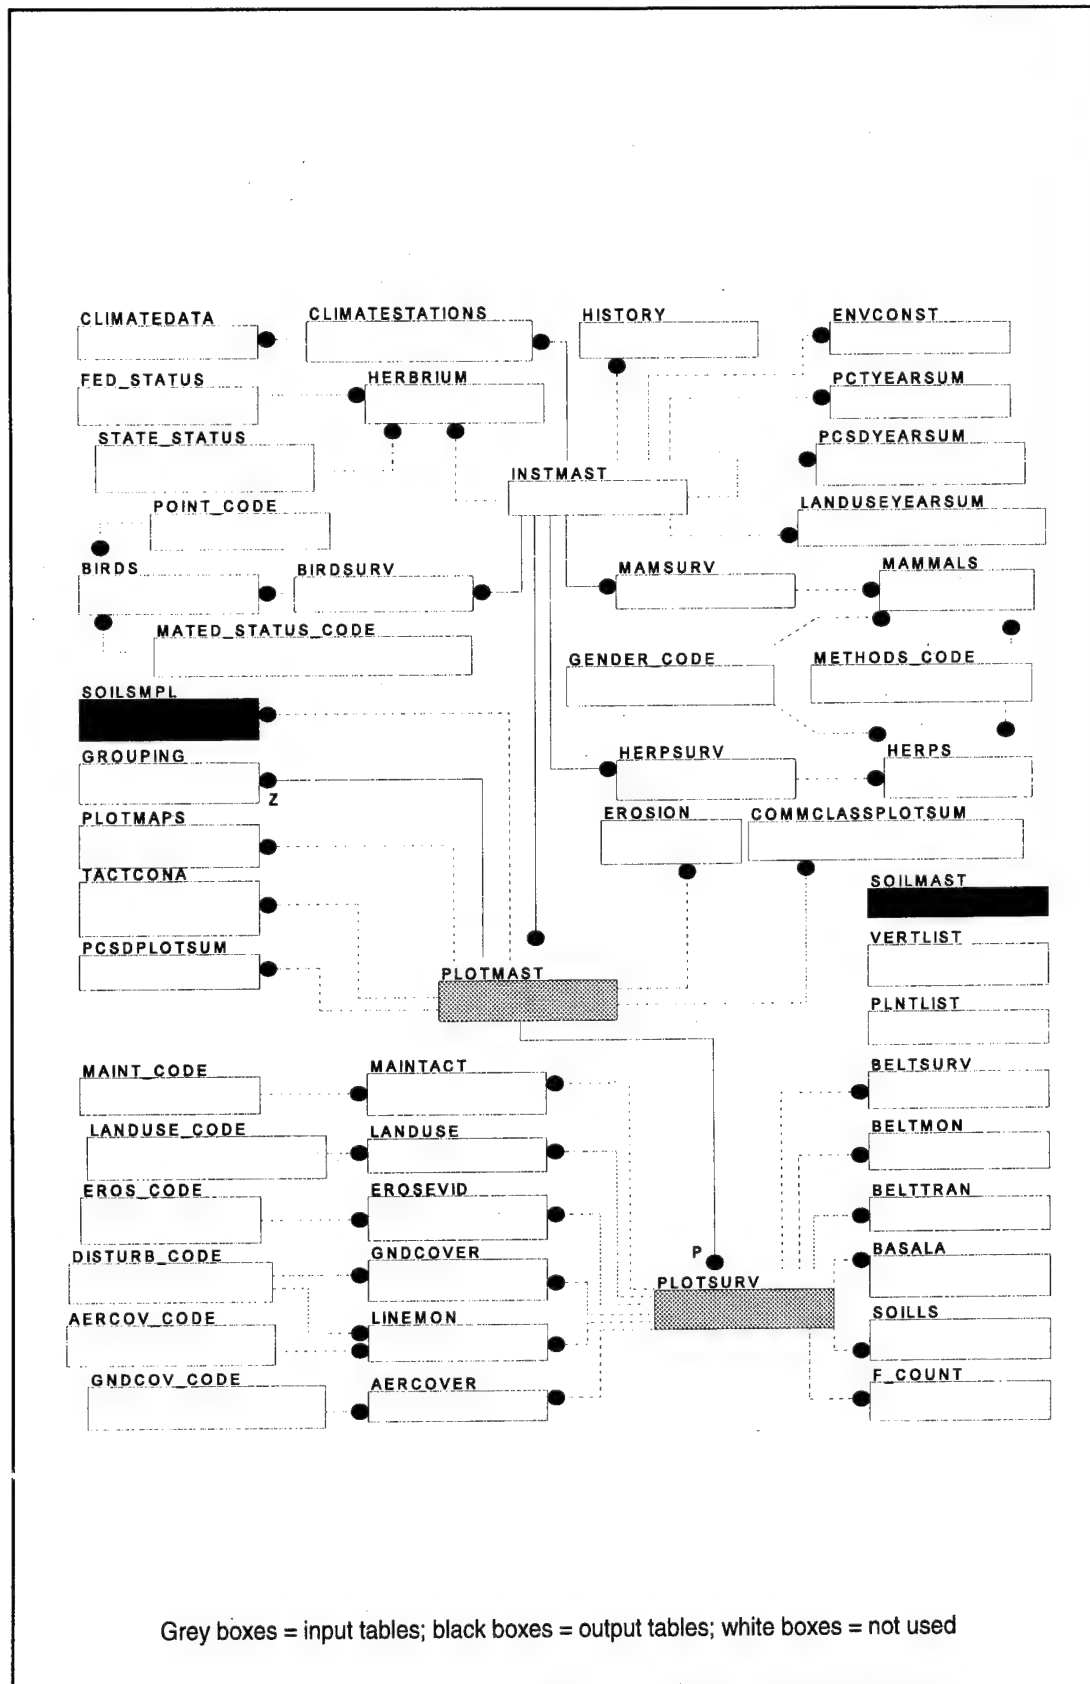 CLIMATEDATA
CLIMATESTATIONS
HISTORY
ENVCONST
FED_STATUS
HERBRIUM
PCTYEARSUM
STATE_STATUS
PCSDYEARSUM
INSTMAST
POINT_CODE
LANDUSEYEARSUM
BIRDS
BIRDSURV
MAMSURV
MAMMALS
MATED_STATUS_CODE
GENDER_CODE
METHODS_CODE
SOILSMPL
GROUPING
HERPSURV
HERPS
Z
PLOTMAPS
EROSION
COMMCLASSPLOTSUM
TACTCONA
SOILMAST
PCSDPLOTSUM
VERTLIST
PLOTMAST
PLNTLIST
MAINT_CODE
MAINTACT
BELTSURV
LANDUSE_CODE
LANDUSE
BELTMON
EROS_CODE
EROSEVID
BELTTRAN
DISTURB_CODE
GNDCOVER
P
BASALA
PLOTSURV
AERCOV_CODE
LINEMON
SOILLS
GNDCOV_CODE
AERCOVER
F_COUNT
Grey boxes = input tables; black boxes = output tables; white boxes = not used